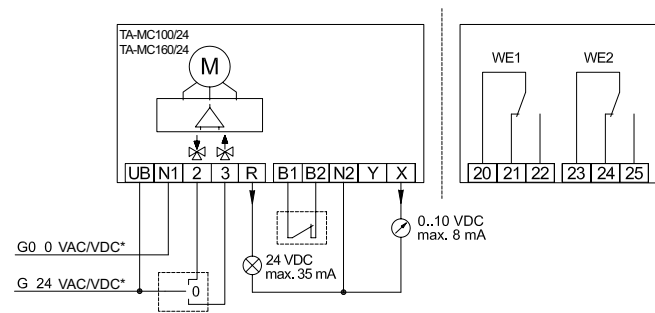 TA-MC100/24
TA-MC160/24
M
UB N1 2 3 R B1 B2 N2 Y X
G0 0 VAC/VDC*
G 24 VAC/VDC*
0
24 VDC
max. 35 mA
0..10 VDC
max. 8 mA
WE1 WE2
20 21 22 23 24 25